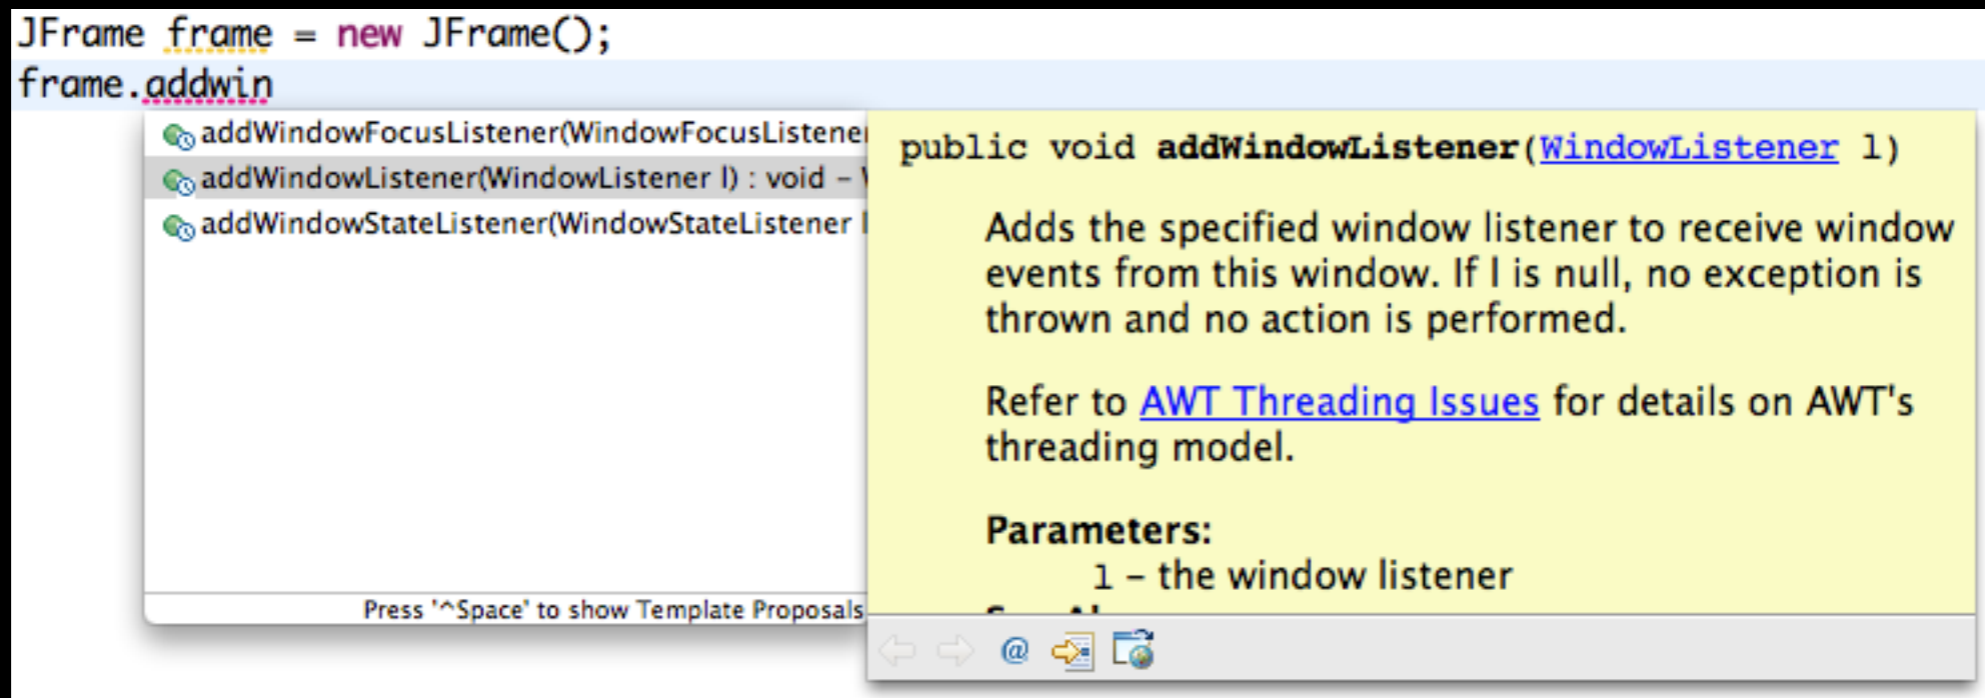 JFrame frame = new JFrame();
frame.addwin
addWindowFocusListener(WindowFocusListener
addWindowListener(WindowListener l) : void –
addWindowStateListener(WindowStateListener
Press '^Space' to show Template Proposals
public void addWindowListener(WindowListener l)
Adds the specified window listener to receive window
events from this window. If l is null, no exception is
thrown and no action is performed.
Refer to AWT Threading Issues for details on AWT's
threading model.
Parameters:
l – the window listener
@